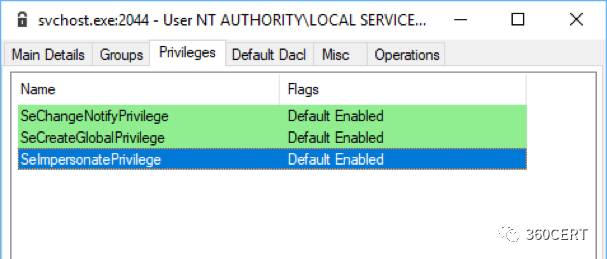 svchost.exe:2044 - User NT AUTHORITY\LOCAL SERVICE...
Main Details Groups Privileges Default Dacl Misc Operations
Name Flags
SeChangeNotifyPrivilege Default Enabled
SeCreateGlobalPrivilege Default Enabled
SeImpersonatePrivilege Default Enabled
360CERT